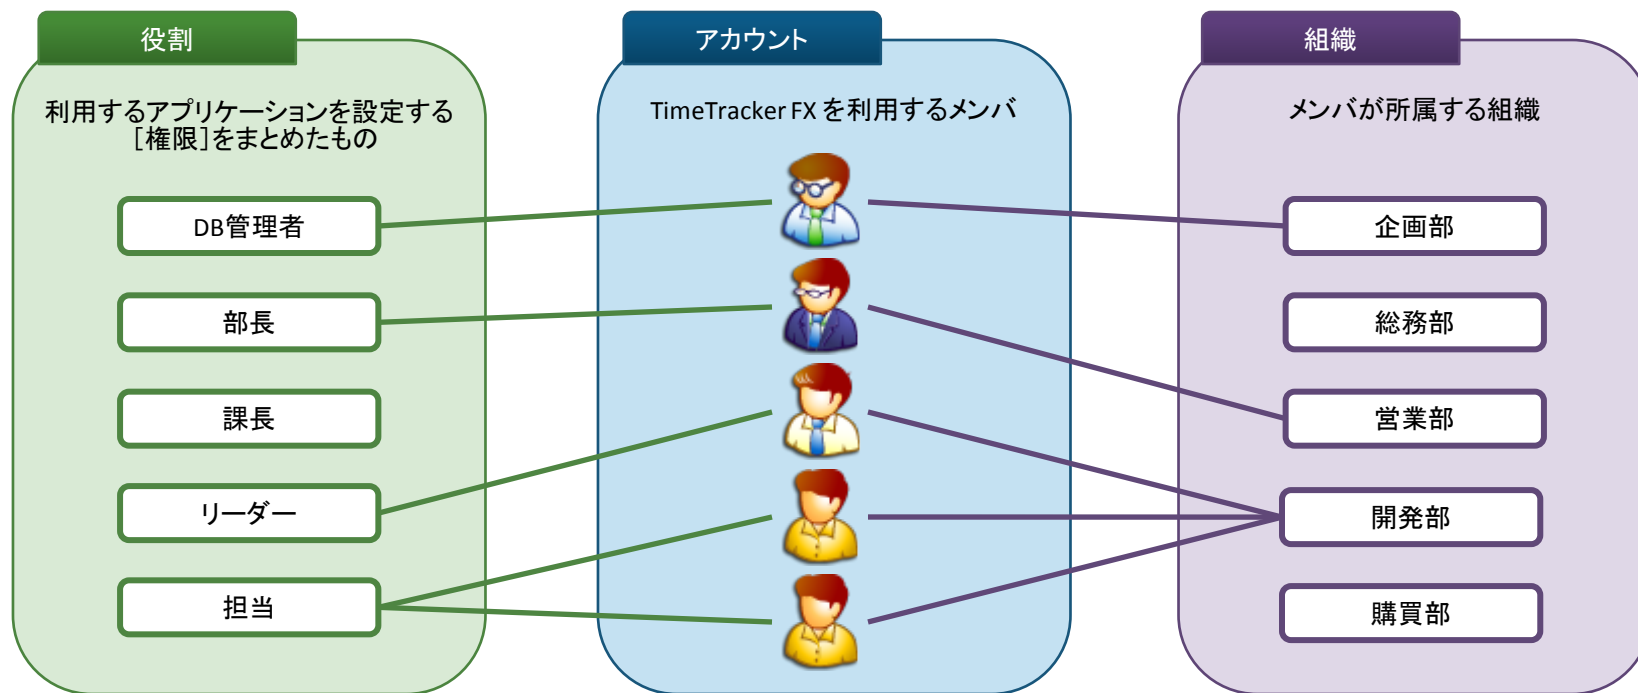 役割
利用するアプリケーションを設定する
［権限］をまとめたもの
DB管理者
部長
課長
リーダー
担当
アカウント
TimeTracker FX を利用するメンバ
組織
メンバが所属する組織
企画部
総務部
営業部
開発部
購買部